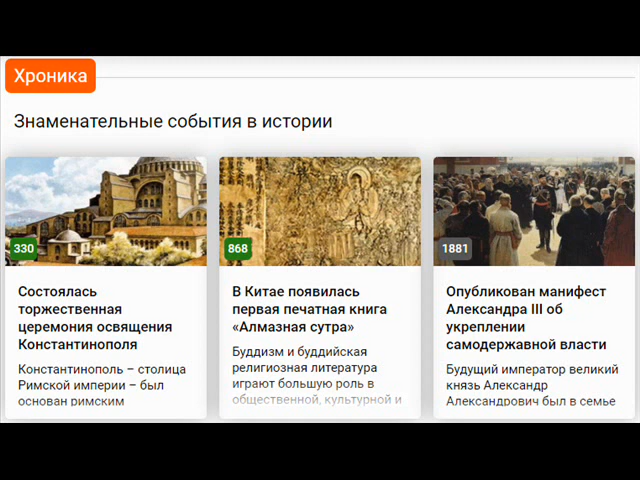 Хроника
Знаменательные события в истории
330
Состоялась
торжественная
церемония освящения
Константинополя
Константинополь – столица
Римской империи – был
основан римским
868
В Китае появилась
первая печатная книга
«Алмазная сутра»
Буддизм и буддийская
религиозная литература
играют большую роль в
общественной, культурной и
1881
Опубликован манифест
Александра III об
укреплении
самодержавной власти
Будущий император великий
князь Александр
Александрович был в семье